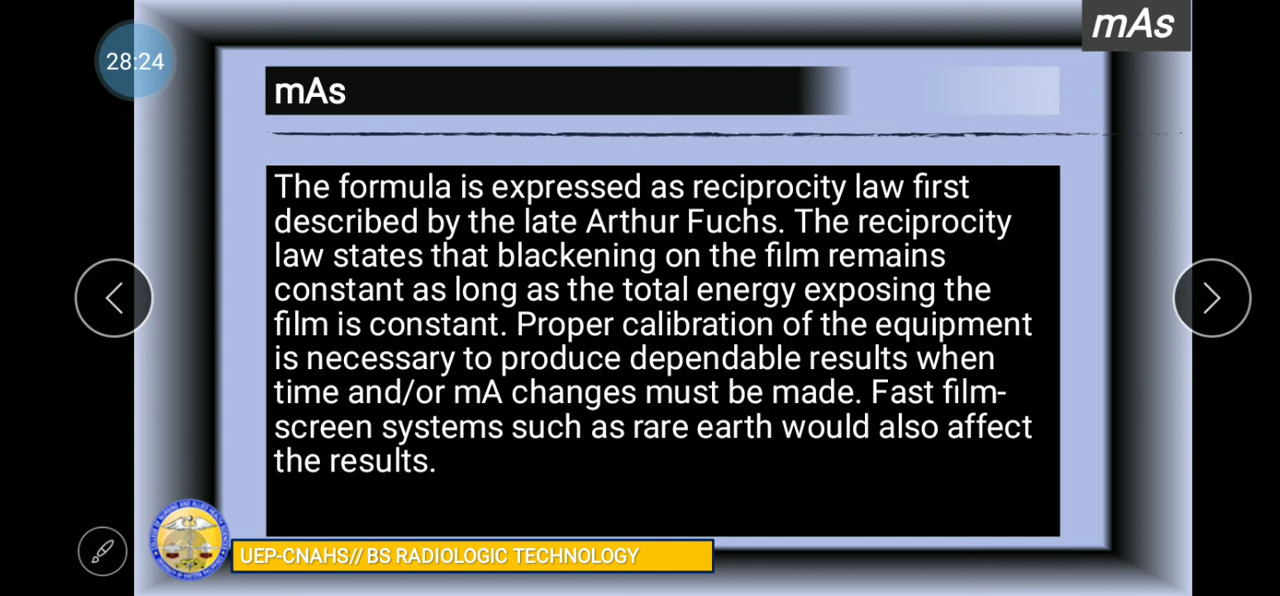 mAs
28:24
mAs
The formula is expressed as reciprocity law first
described by the late Arthur Fuchs. The reciprocity
law states that blackening on the film remains
constant as long as the total energy exposing the
film is constant. Proper calibration of the equipment
is necessary to produce dependable results when
time and/or mA changes must be made. Fast film-
screen systems such as rare earth would also affect
the results.
UEP-CNAHS// BS RADIOLOGIC TECHNOLOGY